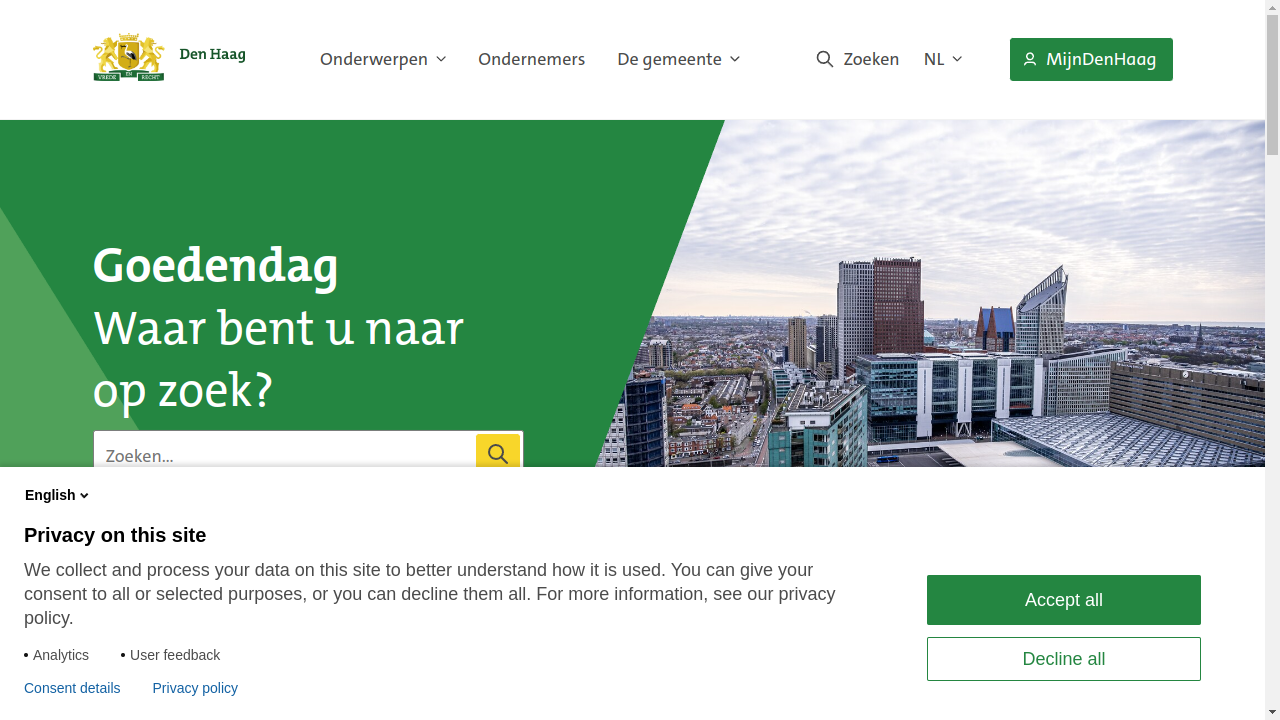 VREDE EN RECHT
Den Haag
Onderwerpen
Ondernemers
De gemeente
Zoeken
NL
MijnDenHaag
Goedendag
Waar bent u naar
op zoek?
Zoeken...
English
Privacy on this site
We collect and process your data on this site to better understand how it is used. You can give your
consent to all or selected purposes, or you can decline them all. For more information, see our privacy
policy.
Analytics
User feedback
Consent details
Privacy policy
Accept all
Decline all